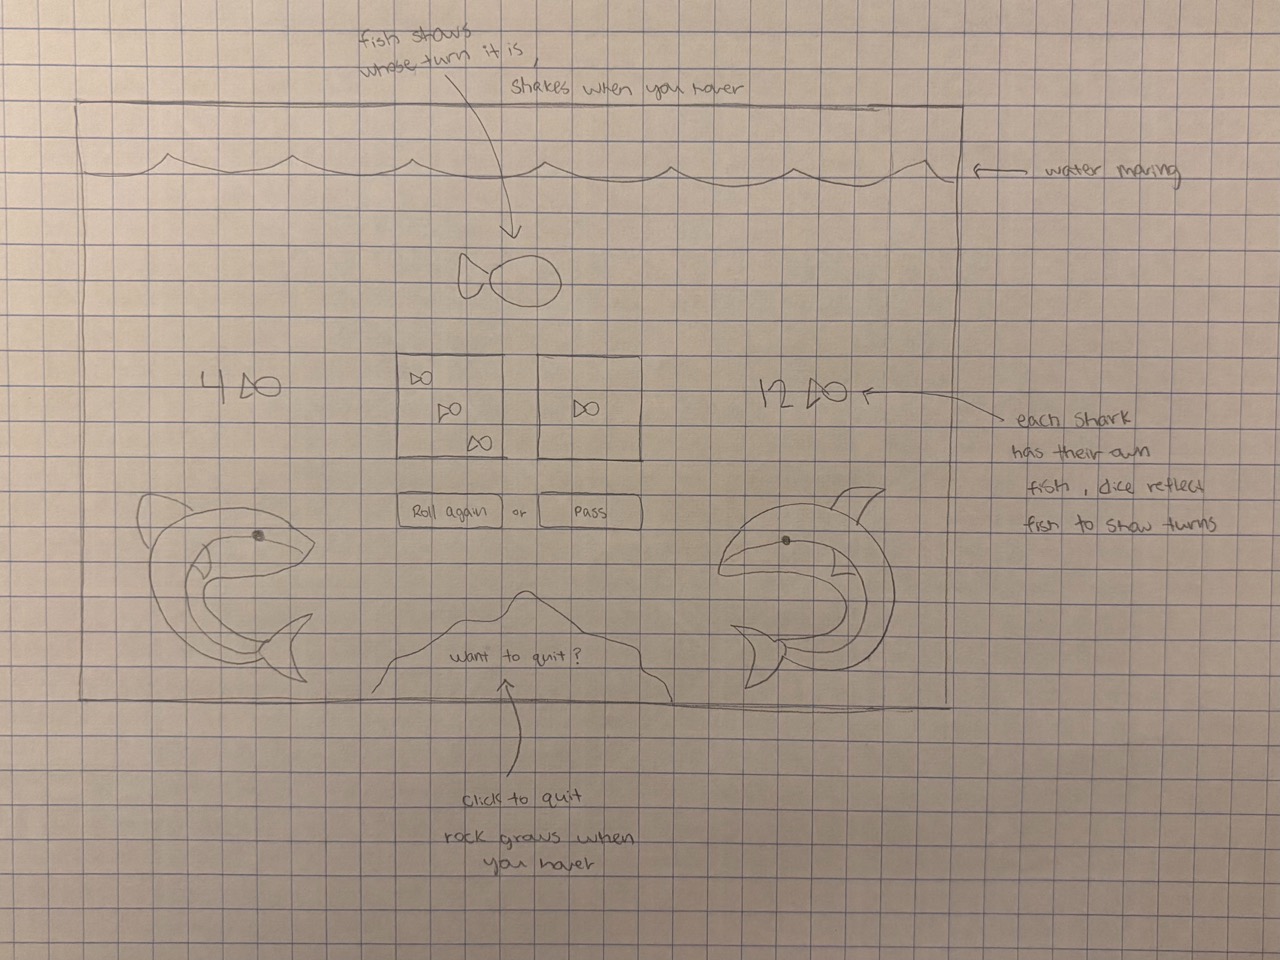 fish shows
whose turn it is,
shakes when you hover
water moving
4
12
each shark
has their own
fish, dice reflect
fish to show turns
Roll again or Pass
want to quit?
click to quit
rock grows when
you hover